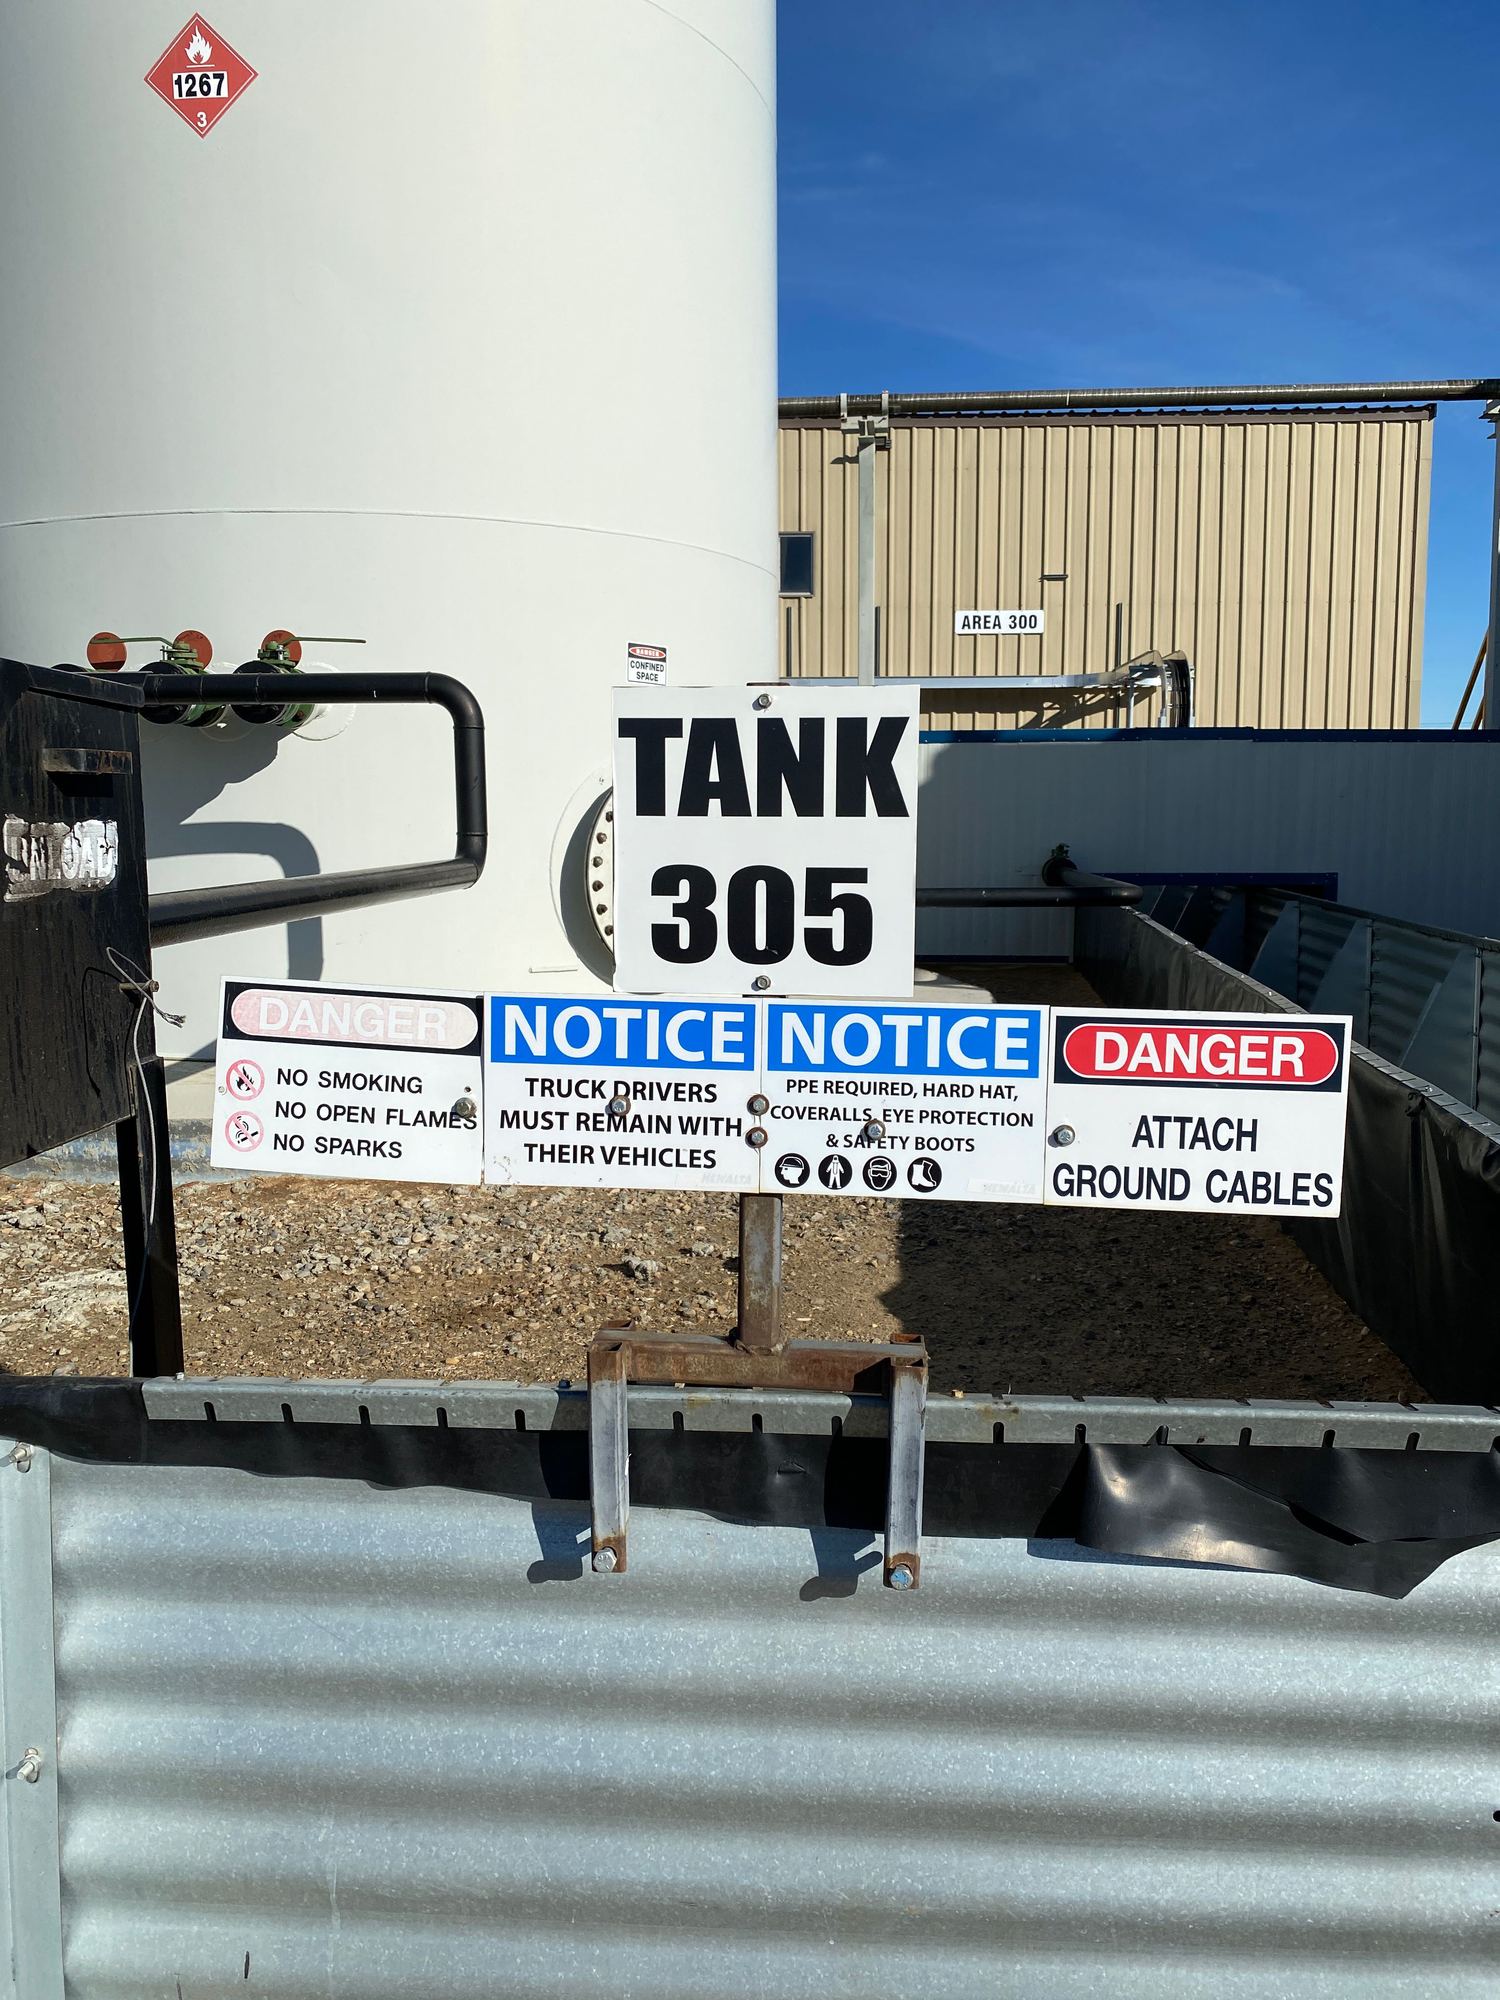 1267
3
AREA 300
DANGER
CONFINED
SPACE
TANK
305
DANGER
NO SMOKING
NO OPEN FLAMES
NO SPARKS
NOTICE
TRUCK DRIVERS
MUST REMAIN WITH
THEIR VEHICLES
NEWALTA
NOTICE
PPE REQUIRED, HARD HAT,
COVERALLS, EYE PROTECTION
& SAFETY BOOTS
NEWALTA
DANGER
ATTACH
GROUND CABLES